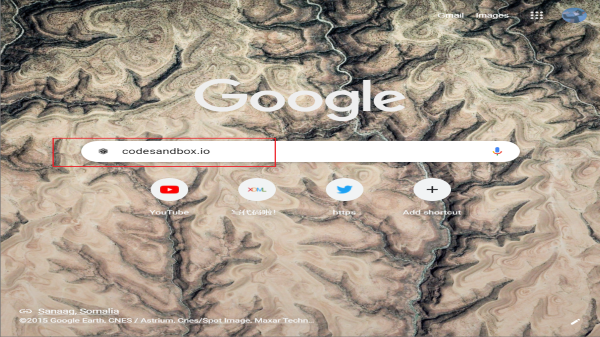 Gmail Images
Google
codesandbox.io
YouTube
https
Add shortcut
Sanaag, Somalia
©2015 Google Earth, CNES / Astrium, Cnes/Spot Image, Maxar Techn...